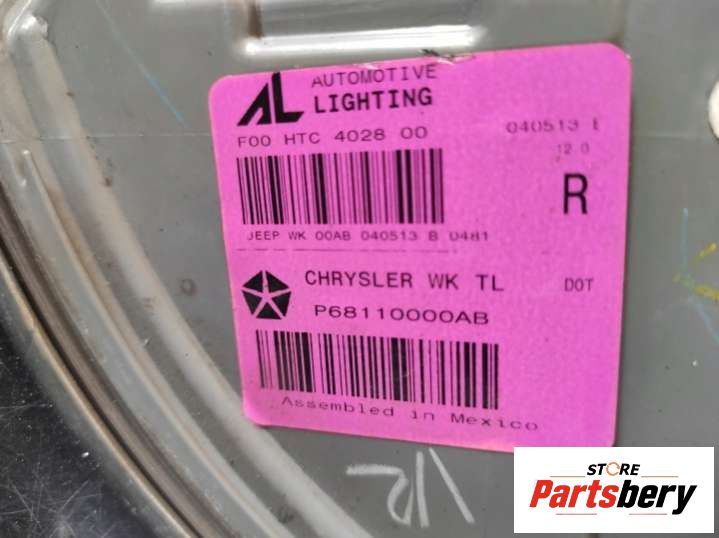 AL AUTOMOTIVE
LIGHTING
F00 HTC 4028 00
040513 E
12 0
R
JEEP WK 00AB 040513 B 0481
CHRYSLER WK TL
DOT
P68110000AB
Assembled in Mexico
STORE
Partsbery